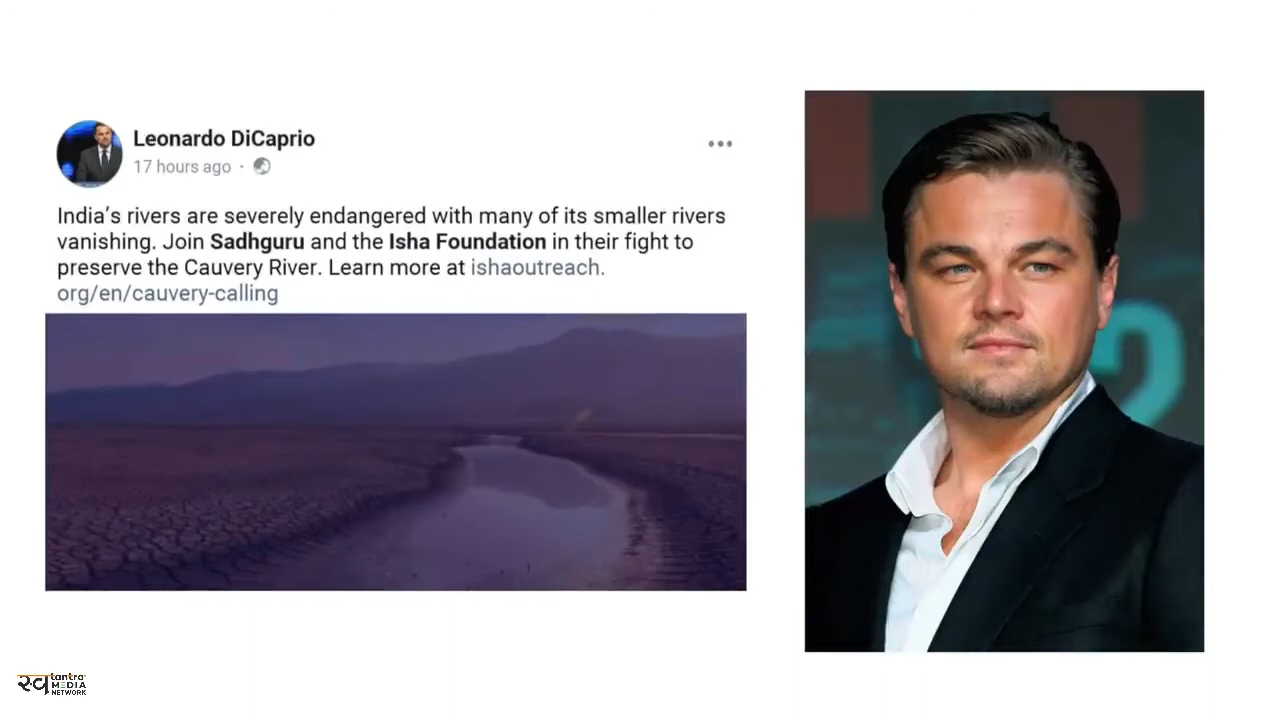 Leonardo DiCaprio
17 hours ago ·
India's rivers are severely endangered with many of its smaller rivers
vanishing. Join Sadhguru and the Isha Foundation in their fight to
preserve the Cauvery River. Learn more at ishaoutreach.
org/en/cauvery-calling
2
स्व tantra
MEDIA
NETWORK